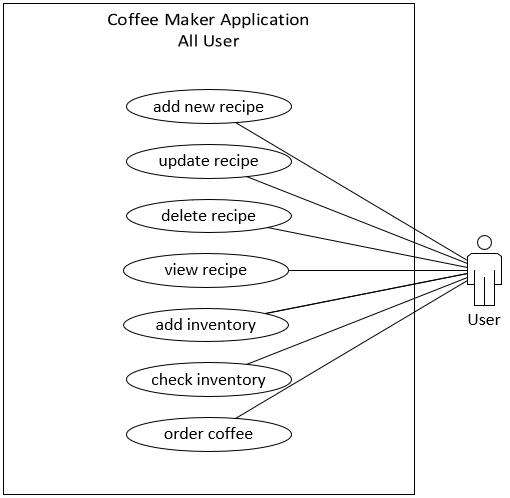 Coffee Maker Application
All User
add new recipe
update recipe
delete recipe
view recipe
add inventory
check inventory
order coffee
User